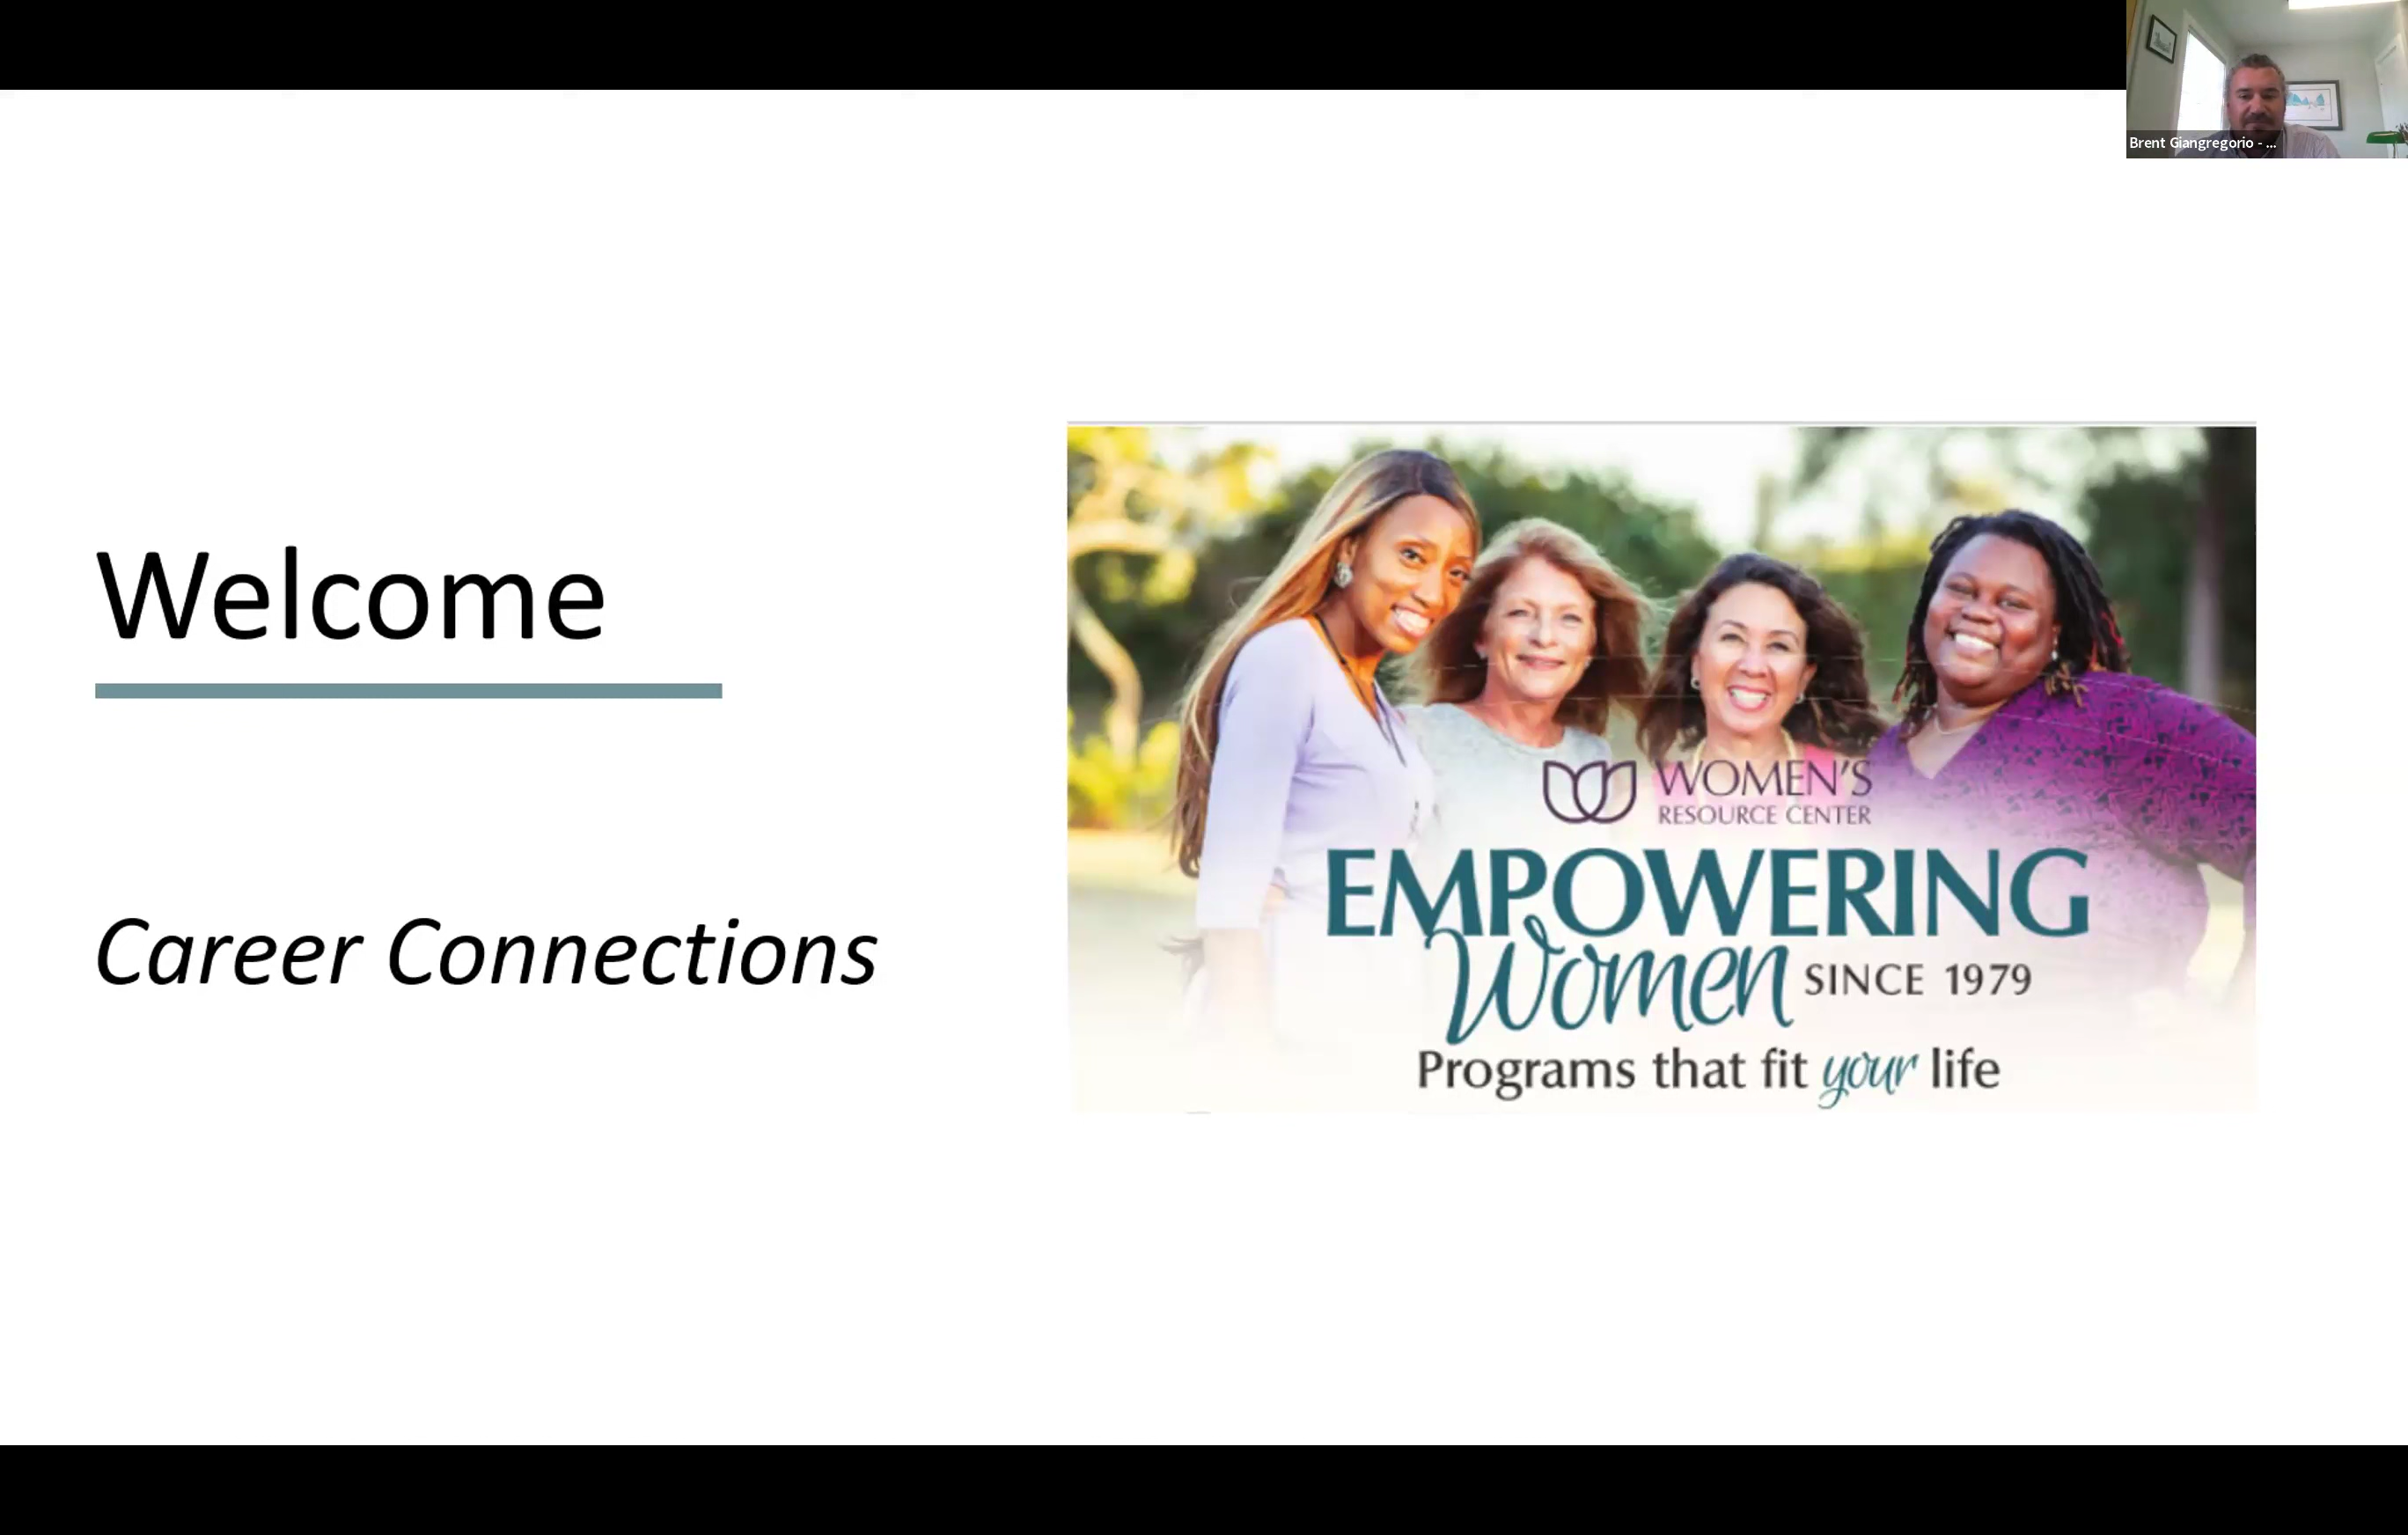 Brent Giangregorio - ...
Welcome
Career Connections
WOMEN'S
RESOURCE CENTER
EMPOWERING
Women SINCE 1979
Programs that fit your life